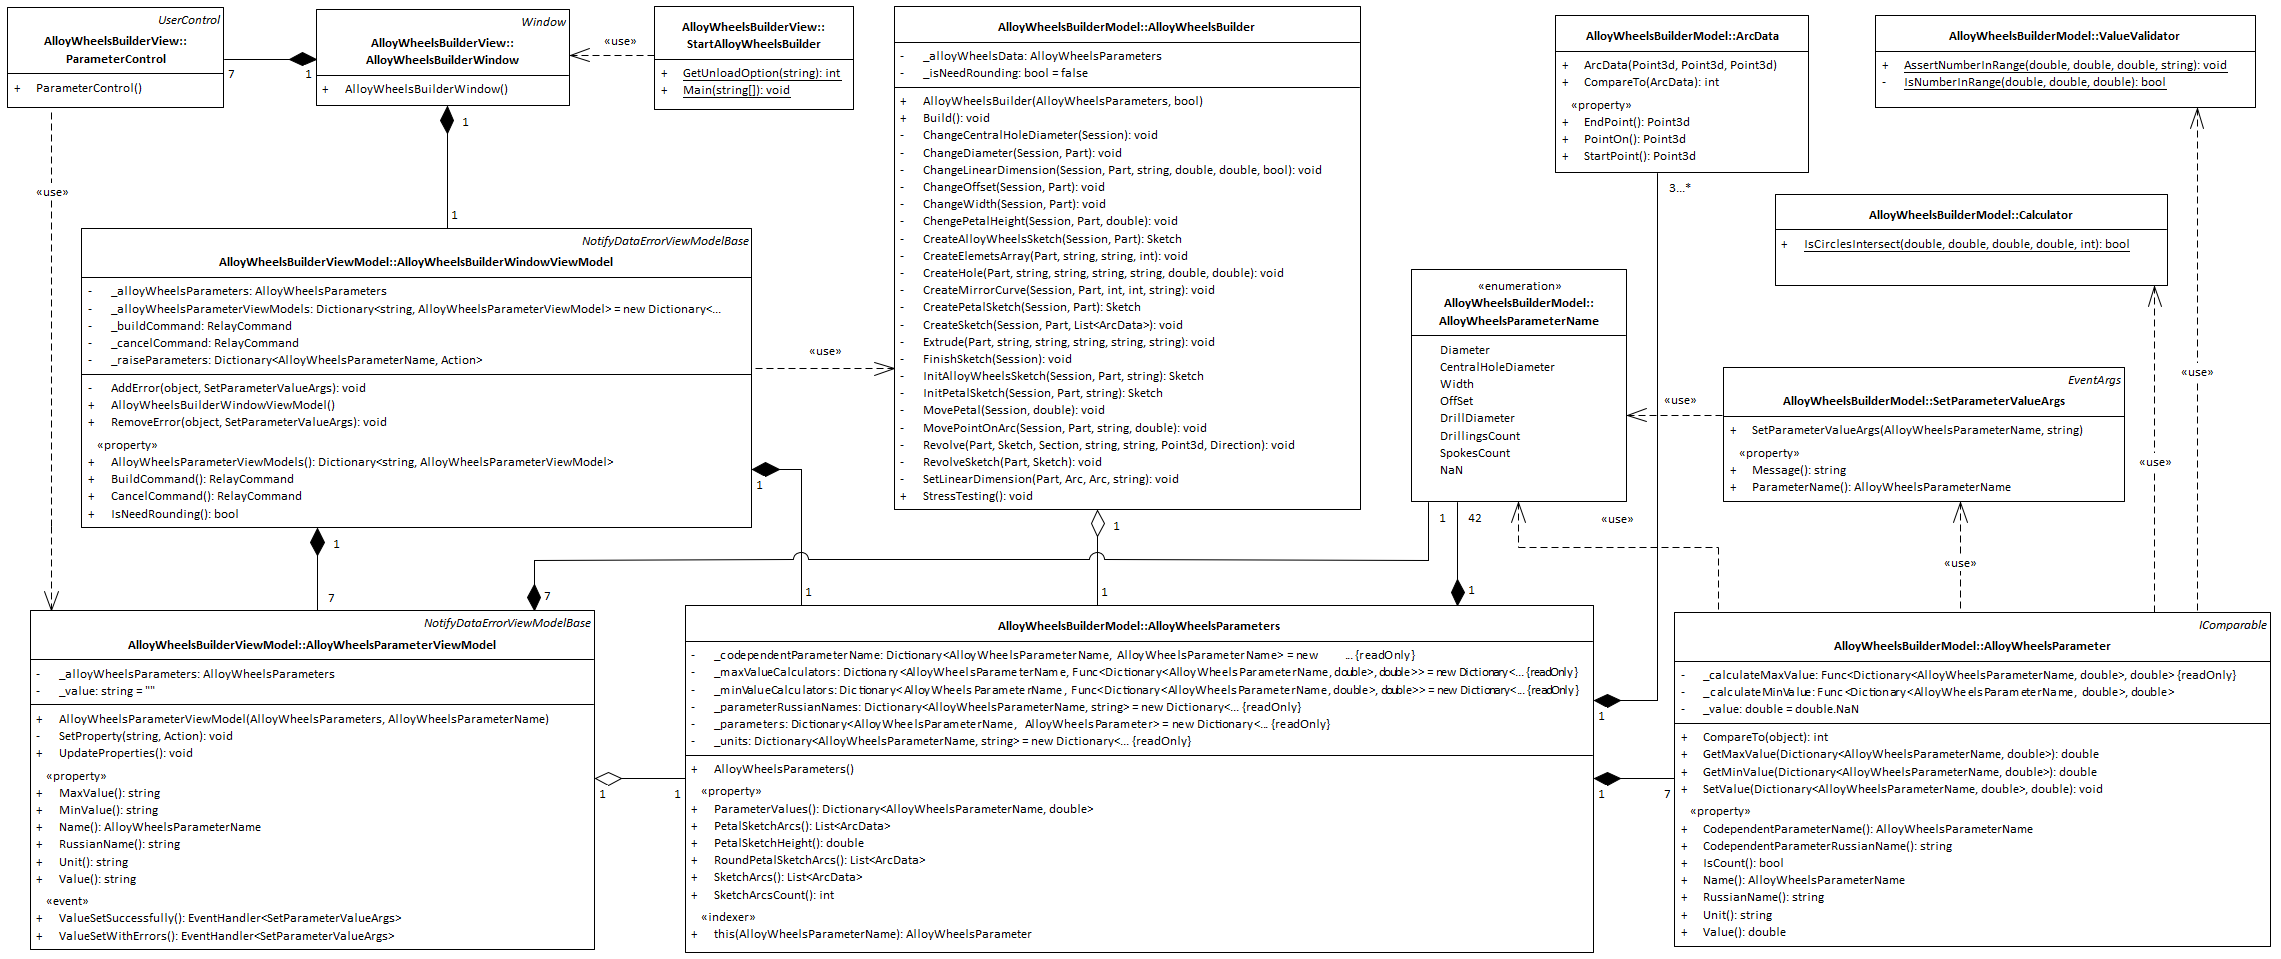 UserControl
AlloyWheelsBuilderView::
ParameterControl
+ ParameterControl()
7
1
Window
AlloyWheelsBuilderView::
AlloyWheelsBuilderWindow
+ AlloyWheelsBuilderWindow()
«use»
AlloyWheelsBuilderView::
StartAlloyWheelsBuilder
+ GetUnloadOption(string): int
+ Main(string[]): void
AlloyWheelsBuilderModel::AlloyWheelsBuilder
- _alloyWheelsData: AlloyWheelsParameters
- _isNeedRounding: bool = false
+ AlloyWheelsBuilder(AlloyWheelsParameters, bool)
+ Build(): void
- ChangeCentralHoleDiameter(Session): void
- ChangeDiameter(Session, Part): void
- ChangeLinearDimension(Session, Part, string, double, double, bool): void
- ChangeOffset(Session, Part): void
- ChangeWidth(Session, Part): void
- ChengePetalHeight(Session, Part, double): void
- CreateAlloyWheelsSketch(Session, Part): Sketch
- CreateElemetsArray(Part, string, string, int): void
- CreateHole(Part, string, string, string, string, double, double): void
- CreateMirrorCurve(Session, Part, int, int, string): void
- CreatePetalSketch(Session, Part): Sketch
- CreateSketch(Session, Part, List<ArcData>): void
- Extrude(Part, string, string, string, string, string): void
- FinishSketch(Session): void
- InitAlloyWheelsSketch(Session, Part, string): Sketch
- InitPetalSketch(Session, Part, string): Sketch
- MovePetal(Session, double): void
- MovePointOnArc(Session, Part, string, double): void
- Revolve(Part, Sketch, Section, string, string, Point3d, Direction): void
- RevolveSketch(Part, Sketch): void
- SetLinearDimension(Part, Arc, Arc, string): void
+ StressTesting(): void
AlloyWheelsBuilderModel::ArcData
+ ArcData(Point3d, Point3d, Point3d)
+ CompareTo(ArcData): int
«property»
+ EndPoint(): Point3d
+ PointOn(): Point3d
+ StartPoint(): Point3d
3...*
AlloyWheelsBuilderModel::ValueValidator
+ AssertNumberInRange(double, double, double, string): void
- IsNumberInRange(double, double, double): bool
AlloyWheelsBuilderModel::Calculator
+ IsCirclesIntersect(double, double, double, double, int): bool
«use»
1
1
NotifyDataErrorViewModelBase
AlloyWheelsBuilderViewModel::AlloyWheelsBuilderWindowViewModel
- _alloyWheelsParameters: AlloyWheelsParameters
- _alloyWheelsParameterViewModels: Dictionary<string, AlloyWheelsParameterViewModel> = new Dictionary<...
- _buildCommand: RelayCommand
- _cancelCommand: RelayCommand
- _raiseParameters: Dictionary<AlloyWheelsParameterName, Action>
- AddError(object, SetParameterValueArgs): void
+ AlloyWheelsBuilderWindowViewModel()
+ RemoveError(object, SetParameterValueArgs): void
«property»
+ AlloyWheelsParameterViewModels(): Dictionary<string, AlloyWheelsParameterViewModel>
+ BuildCommand(): RelayCommand
+ CancelCommand(): RelayCommand
+ IsNeedRounding(): bool
«use»
«enumeration»
AlloyWheelsBuilderModel::
AlloyWheelsParameterName
Diameter
CentralHoleDiameter
Width
OffSet
DrillDiameter
DrillingsCount
SpokesCount
NaN
«use»
EventArgs
AlloyWheelsBuilderModel::SetParameterValueArgs
+ SetParameterValueArgs(AlloyWheelsParameterName, string)
«property»
+ Message(): string
+ ParameterName(): AlloyWheelsParameterName
«use»
«use»
«use»
«use»
1
1
1
42
1
7
7
1
1
1
NotifyDataErrorViewModelBase
AlloyWheelsBuilderViewModel::AlloyWheelsParameterViewModel
- _alloyWheelsParameters: AlloyWheelsParameters
- _value: string = ""
+ AlloyWheelsParameterViewModel(AlloyWheelsParameters, AlloyWheelsParameterName)
- SetProperty(string, Action): void
+ UpdateProperties(): void
«property»
+ MaxValue(): string
+ MinValue(): string
+ Name(): AlloyWheelsParameterName
+ RussianName(): string
+ Unit(): string
+ Value(): string
«event»
+ ValueSetSuccessfully(): EventHandler<SetParameterValueArgs>
+ ValueSetWithErrors(): EventHandler<SetParameterValueArgs>
1
1
AlloyWheelsBuilderModel::AlloyWheelsParameters
- _codependentParameterName: Dictionary<AlloyWheelsParameterName, AlloyWheelsParameterName> = new ... {readOnly}
- _maxValueCalculators: Dictionary<AlloyWheelsParameterName, Func<Dictionary<AlloyWheelsParameterName, double>, double>> = new Dictionary<... {readOnly}
- _minValueCalculators: Dictionary<AlloyWheelsParameterName, Func<Dictionary<AlloyWheelsParameterName, double>, double>> = new Dictionary<... {readOnly}
- _parameterRussianNames: Dictionary<AlloyWheelsParameterName, string> = new Dictionary<... {readOnly}
- _parameters: Dictionary<AlloyWheelsParameterName, AlloyWheelsParameter> = new Dictionary<... {readOnly}
- _units: Dictionary<AlloyWheelsParameterName, string> = new Dictionary<... {readOnly}
+ AlloyWheelsParameters()
«property»
+ ParameterValues(): Dictionary<AlloyWheelsParameterName, double>
+ PetalSketchArcs(): List<ArcData>
+ PetalSketchHeight(): double
+ RoundPetalSketchArcs(): List<ArcData>
+ SketchArcs(): List<ArcData>
+ SketchArcsCount(): int
«indexer»
+ this(AlloyWheelsParameterName): AlloyWheelsParameter
1
1
7
IComparable
AlloyWheelsBuilderModel::AlloyWheelsParameter
- _calculateMaxValue: Func<Dictionary<AlloyWheelsParameterName, double>, double> {readOnly}
- _calculateMinValue: Func<Dictionary<AlloyWheelsParameterName, double>, double>
- _value: double = double.NaN
+ CompareTo(object): int
+ GetMaxValue(Dictionary<AlloyWheelsParameterName, double>): double
+ GetMinValue(Dictionary<AlloyWheelsParameterName, double>): double
+ SetValue(Dictionary<AlloyWheelsParameterName, double>, double): void
«property»
+ CodependentParameterName(): AlloyWheelsParameterName
+ CodependentParameterRussianName(): string
+ IsCount(): bool
+ Name(): AlloyWheelsParameterName
+ RussianName(): string
+ Unit(): string
+ Value(): double